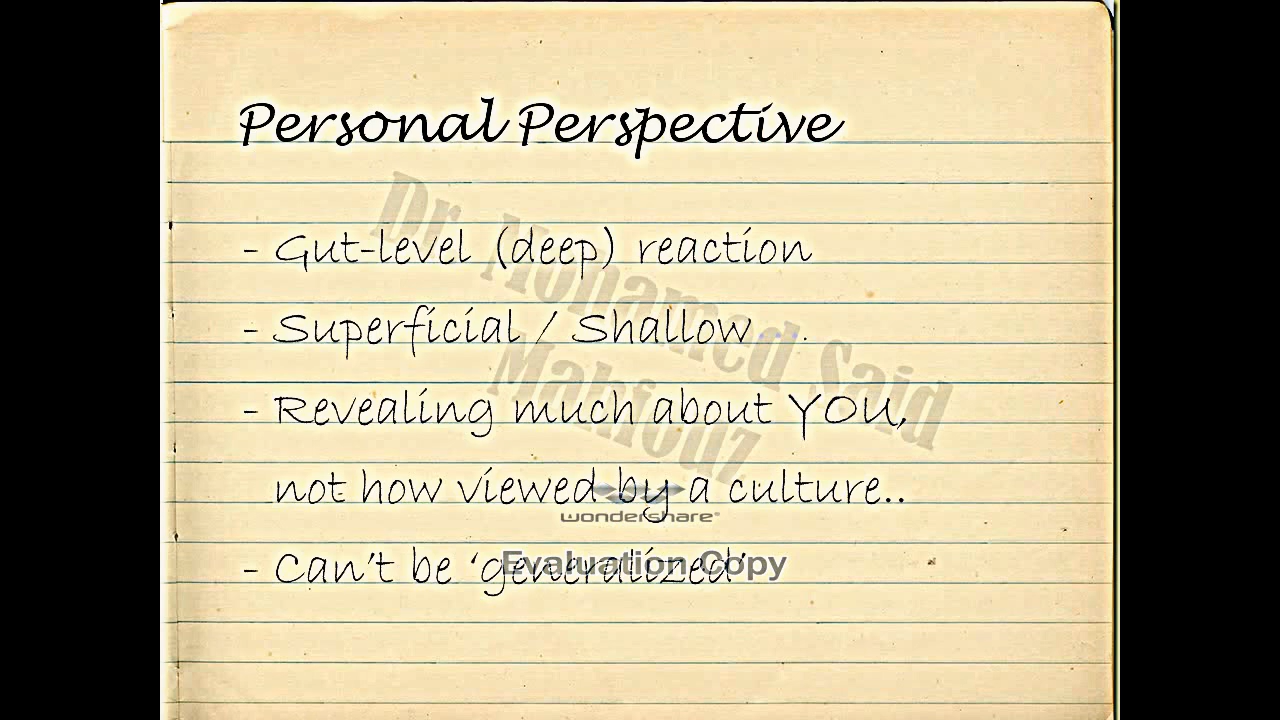 Personal Perspective
- Gut-level (deep) reaction
- Superficial / Shallow....
- Revealing much about YOU,
not how viewed by a culture..
- Can't be 'generalized'
Dr. Mohamed Said
Mahfouz
wondershare®
Evaluation Copy